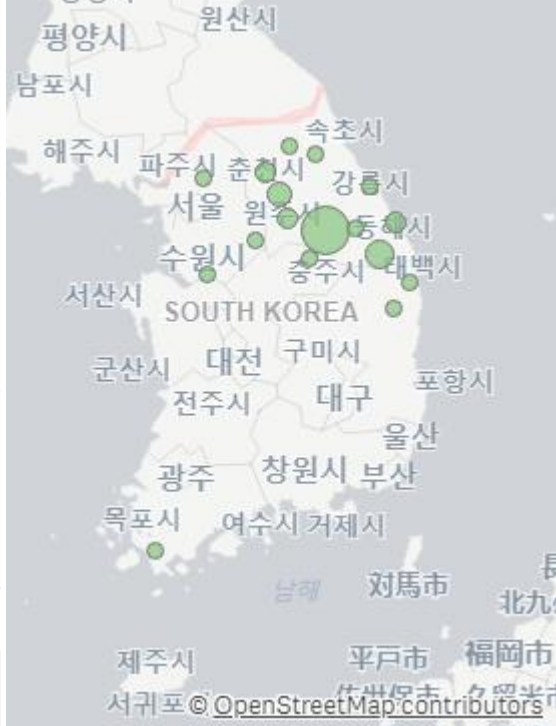 원산시
평양시
남포시
속초시
해주시
파주시
춘천시
강릉시
서울
원주시
동해시
수원시
충주시
태백시
서산시
SOUTH KOREA
구미시
대전
군산시
포항시
전주시
대구
울산
창원시
부산
광주
목포시
여수시
거제시
남해
対馬市
北九
제주시
平戸市
福岡市
서귀포
© OpenStreetMap contributors